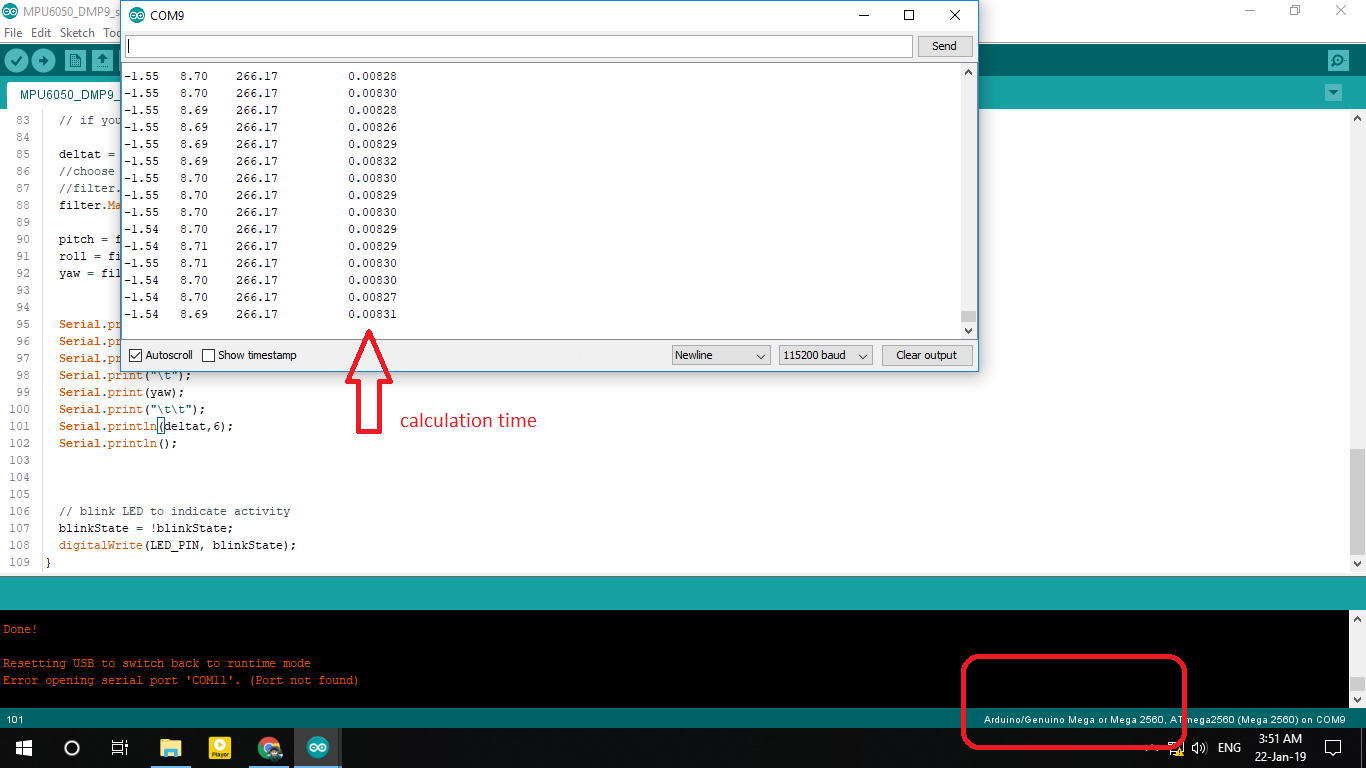 MPU6050_DMP9_s
COM9
File Edit Sketch Too
Send
MPU6050_DMP9_
-1.55 8.70 266.17 0.00828
-1.55 8.70 266.17 0.00830
-1.55 8.69 266.17 0.00828
-1.55 8.69 266.17 0.00826
-1.55 8.69 266.17 0.00829
-1.55 8.69 266.17 0.00832
-1.55 8.70 266.17 0.00830
-1.55 8.70 266.17 0.00829
-1.55 8.70 266.17 0.00830
-1.54 8.70 266.17 0.00829
-1.54 8.71 266.17 0.00829
-1.55 8.71 266.17 0.00830
-1.54 8.70 266.17 0.00830
-1.54 8.70 266.17 0.00827
-1.54 8.69 266.17 0.00831
Autoscroll Show timestamp Newline 115200 baud Clear output
calculation time
83 // if you
84
85 deltat =
86 //choose
87 //filter.
88 filter.Ma
89
90 pitch = f
91 roll = fi
92 yaw = fil
93
94
95 Serial.pr
96 Serial.pr
97 Serial.pr
98 Serial.print("\t");
99 Serial.print(yaw);
100 Serial.print("\t\t");
101 Serial.println(deltat,6);
102 Serial.println();
103
104
105
106 // blink LED to indicate activity
107 blinkState = !blinkState;
108 digitalWrite(LED_PIN, blinkState);
109 }
Done!
Resetting USB to switch back to runtime mode
Error opening serial port 'COM11'. (Port not found)
101 Arduino/Genuino Mega or Mega 2560, ATmega2560 (Mega 2560) on COM9
Player
ENG
3:51 AM
22-Jan-19